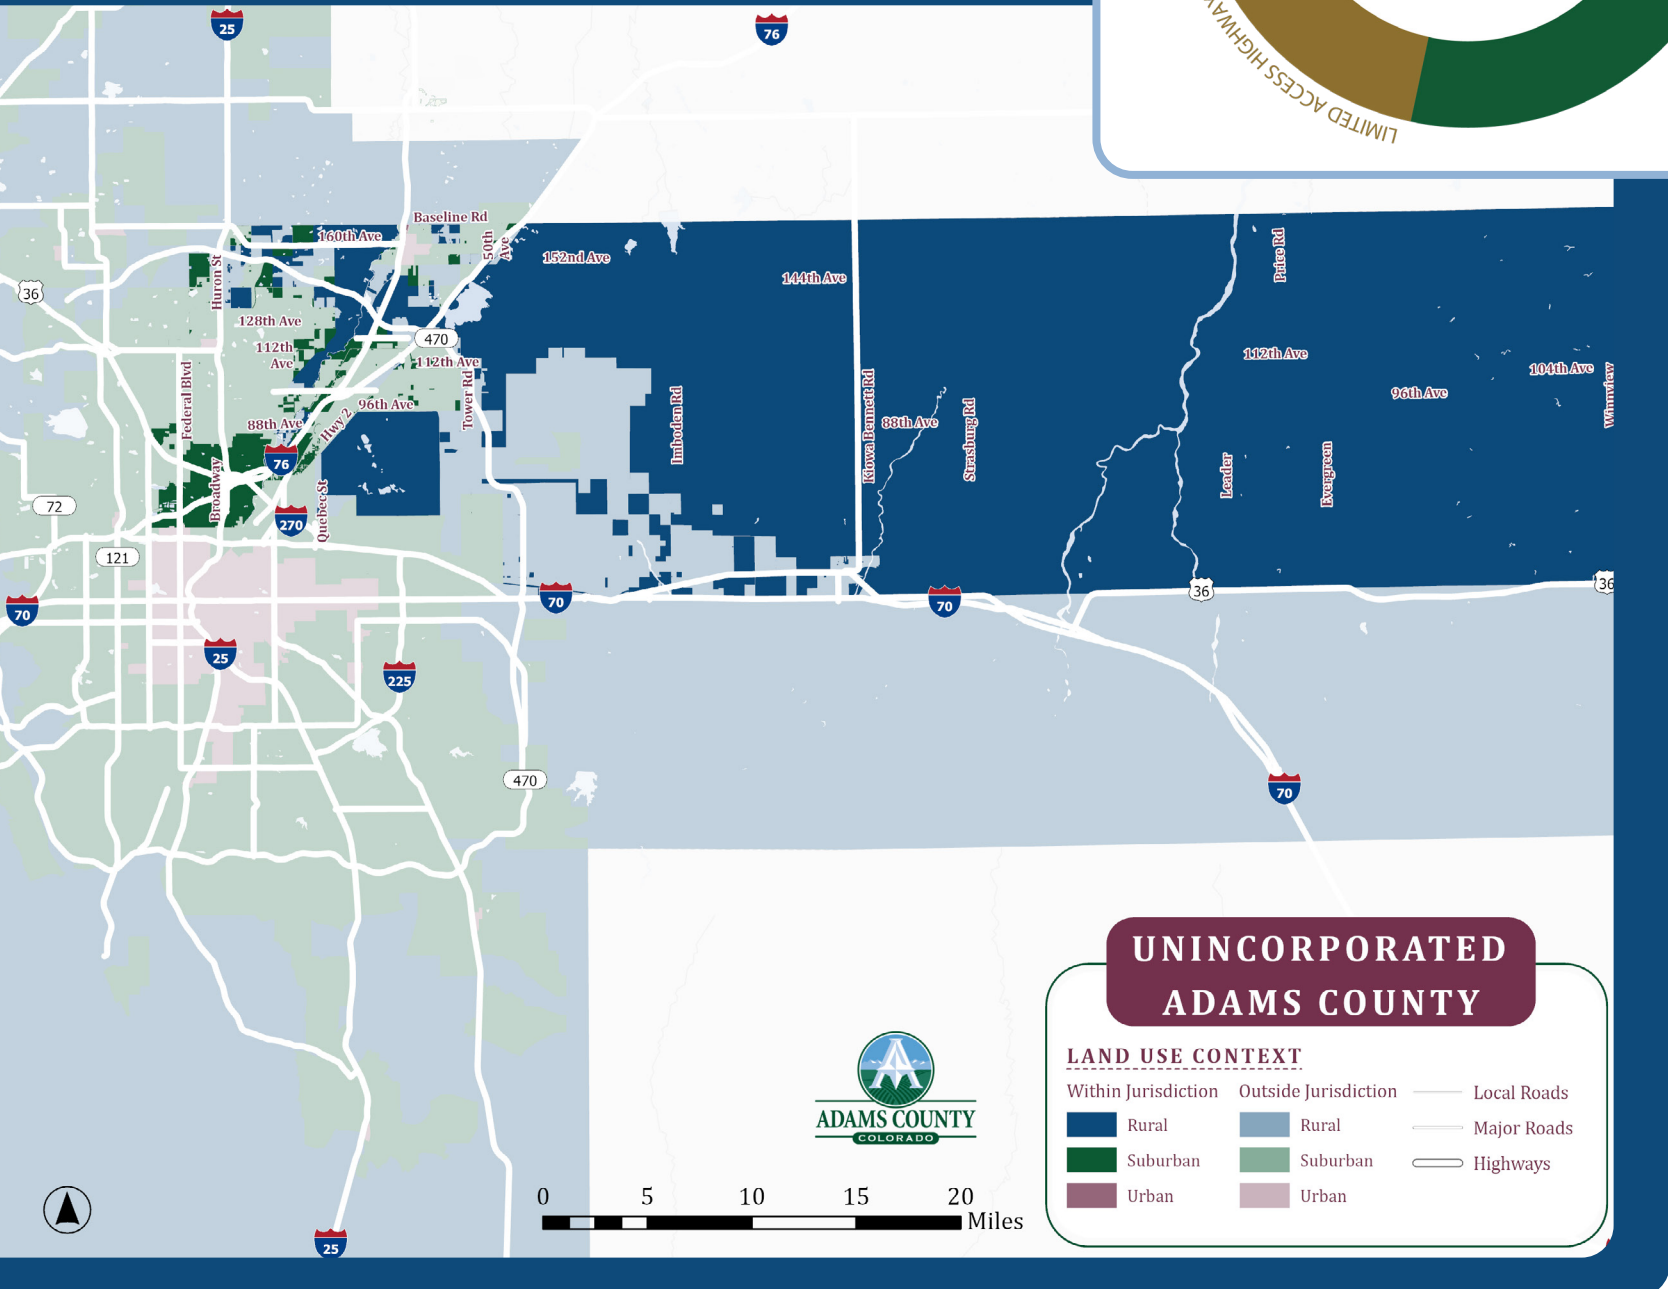 25
76
LIMITED ACCESS HIGHWAY
Baseline Rd
160th Ave
50th
Ave
152nd Ave
144th Ave
Price Rd
Huron St
36
128th Ave
470
112th
Ave
112th Ave
112th Ave
104th Ave
Federal Blvd
Tower Rd
Imboden Rd
Kiowa Bennett Rd
Strasburg Rd
96th Ave
Winnview
96th Ave
88th Ave
Hwy 2
88th Ave
76
Broadway
Quebec St
Leader
Evergreen
72
270
121
70
70
70
36
36
25
225
470
70
UNINCORPORATED
ADAMS COUNTY
LAND USE CONTEXT
Within Jurisdiction
Rural
Suburban
Urban
Outside Jurisdiction
Rural
Suburban
Urban
Local Roads
Major Roads
Highways
ADAMS COUNTY
COLORADO
0 5 10 15 20
Miles
25